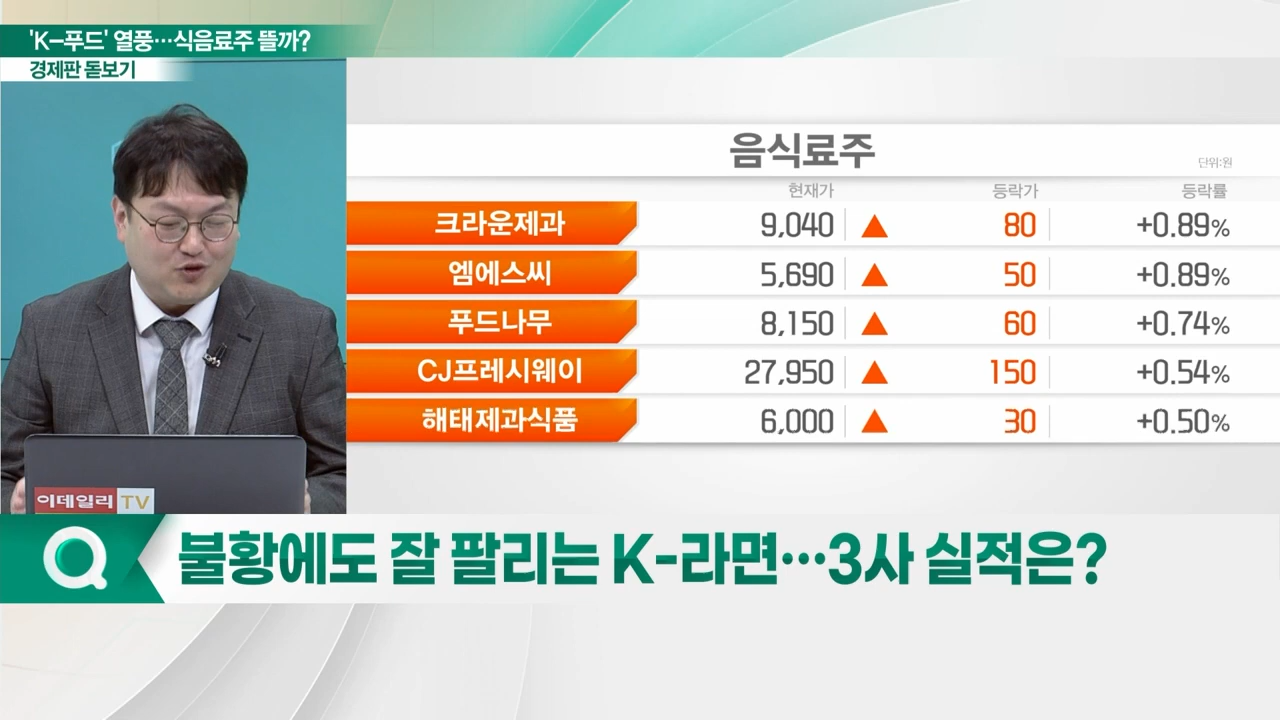 'K-푸드' 열풍…식음료주 뜰까?
경제판 돋보기
음식료주
단위:원
현재가 등락가 등락률
크라운제과 9,040 ▲ 80 +0.89%
엠에스씨 5,690 ▲ 50 +0.89%
푸드나무 8,150 ▲ 60 +0.74%
CJ프레시웨이 27,950 ▲ 150 +0.54%
해태제과식품 6,000 ▲ 30 +0.50%
이데일리 TV
Q 불황에도 잘 팔리는 K-라면…3사 실적은?